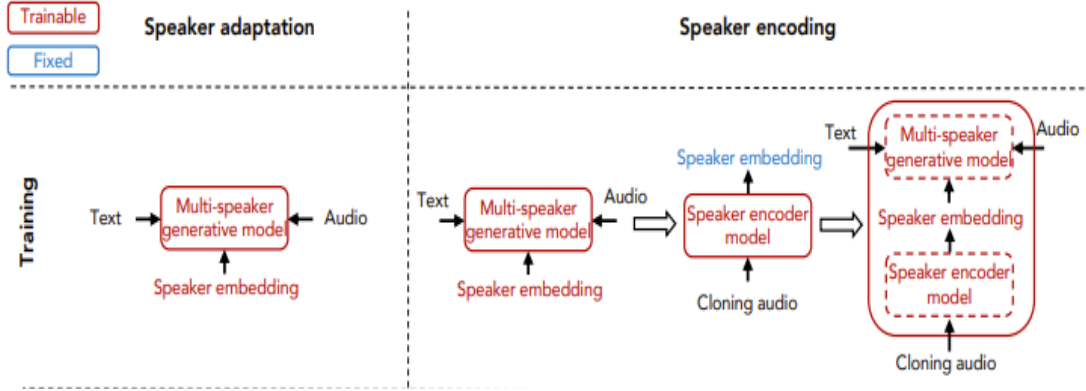 Trainable
Fixed
Speaker adaptation
Speaker encoding
Training
Text
Multi-speaker
generative model
Audio
Speaker embedding
Text
Multi-speaker
generative model
Audio
Speaker embedding
Speaker embedding
Speaker encoder
model
Cloning audio
Text
Multi-speaker
generative model
Audio
Speaker embedding
Speaker encoder
model
Cloning audio